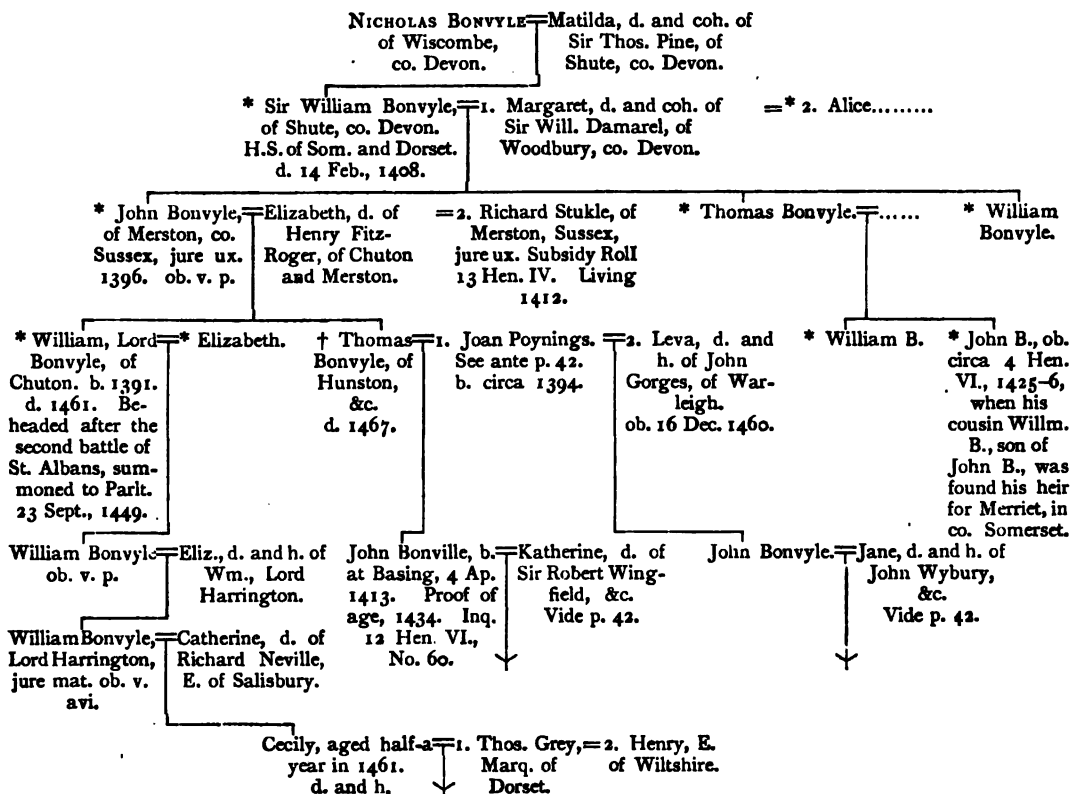 NICHOLAS BONVYLE=Matilda, d. and coh. of
of Wiscombe, Sir Thos. Pine, of
co. Devon. Shute, co. Devon.
* Sir William Bonvyle,=1. Margaret, d. and coh. of =* 2. Alice.........
of Shute, co. Devon. Sir Will. Damarel, of
H.S. of Som. and Dorset. Woodbury, co. Devon.
d. 14 Feb., 1408.
* John Bonvyle,=Elizabeth, d. of =2. Richard Stukle, of * Thomas Bonvyle.=...... * William
of Merston, co. Henry Fitz- Merston, Sussex, Bonvyle.
Sussex, jure ux. Roger, of Chuton jure ux. Subsidy Roll
1396. ob. v. p. and Merston. 13 Hen. IV. Living
1412.
* William, Lord=* Elizabeth. † Thomas=1. Joan Poynings.=2. Leva, d. and * William B. * John B., ob.
Bonvyle, of Bonvyle, of See ante p. 42. h. of John circa 4 Hen.
Chuton. b. 1391. Hunston, b. circa 1394. Gorges, of War- VI., 1425-6,
d. 1461. Be- &c. leigh. when his
headed after the d. 1467. ob. 16 Dec. 1460. cousin Willm.
second battle of B., son of
St. Albans, sum- John B., was
moned to Parlt. found his heir
23 Sept., 1449. for Merriet, in
co. Somerset.
William Bonvyle=Eliz., d. and h. of John Bonville, b.=Katherine, d. of John Bonvyle.=Jane, d. and h. of
ob. v. p. Wm., Lord at Basing, 4 Ap. Sir Robert Wing- John Wybury,
Harrington. 1413. Proof of field, &c. &c.
age, 1434. Inq. Vide p. 42. Vide p. 42.
12 Hen. VI.,
No. 60.
William Bonvyle,=Catherine, d. of
Lord Harrington, Richard Neville,
jure mat. ob. v. E. of Salisbury.
avi.
Cecily, aged half-a=1. Thos. Grey,=2. Henry, E.
year in 1461. Marq. of of Wiltshire.
d. and h. Dorset.